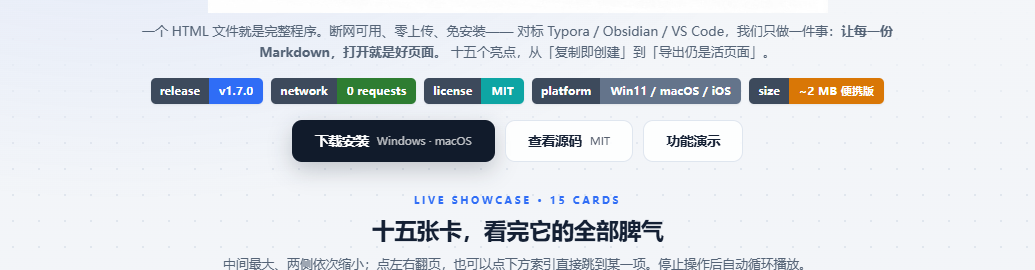 一个 HTML 文件就是完整程序。断网可用、零上传、免安装—— 对标 Typora / Obsidian / VS Code，我们只做一件事：让每一份
Markdown，打开就是好页面。 十五个亮点，从「复制即创建」到「导出仍是活页面」。
release v1.7.0 network 0 requests license MIT platform Win11 / macOS / iOS size ~2 MB 便携版
下载安装 Windows · macOS 查看源码 MIT 功能演示
LIVE SHOWCASE • 15 CARDS
十五张卡，看完它的全部脾气
中间最大、两侧依次缩小；点左右翻页，也可以点下方索引直接跳到某一项。停止操作后自动循环播放。